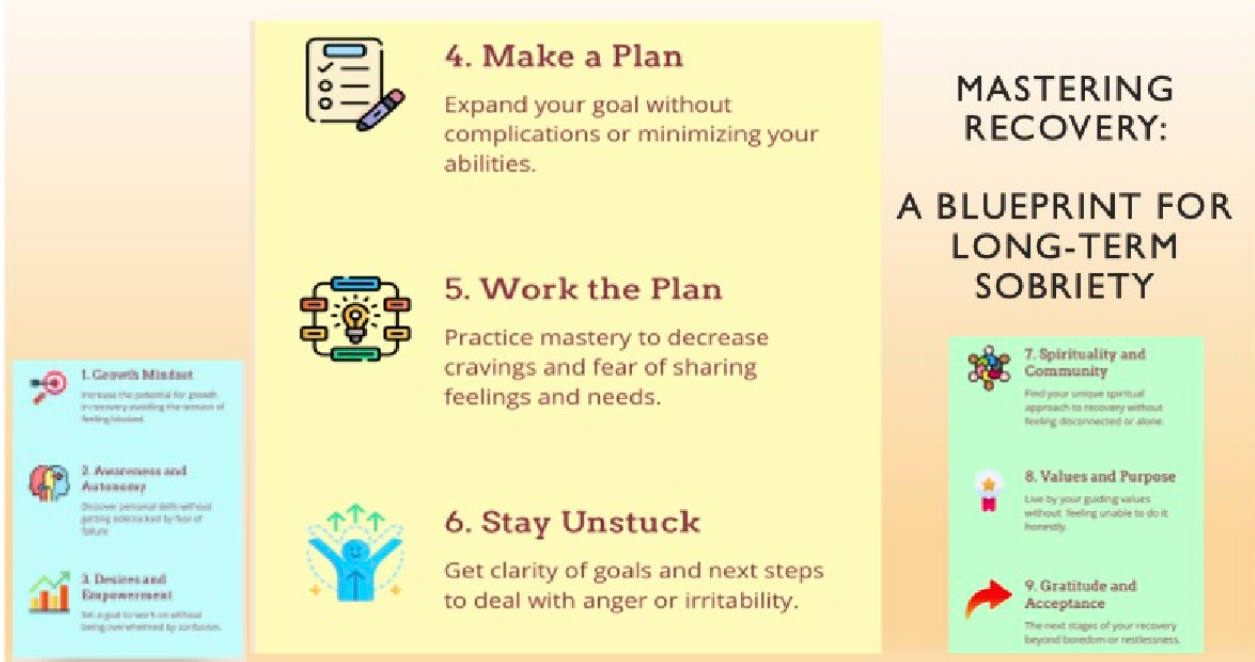 4. Make a Plan
Expand your goal without
complications or minimizing your
abilities.
5. Work the Plan
Practice mastery to decrease
cravings and fear of sharing
feelings and needs.
6. Stay Unstuck
Get clarity of goals and next steps
to deal with anger or irritability.
MASTERING
RECOVERY:
A BLUEPRINT FOR
LONG-TERM
SOBRIETY
1. Growth Mindset
Increase the potential for growth
in recovery avoiding the tension of
feeling blocked.
2. Awareness and
Autonomy
Discover personal skills without
getting sidetracked by fear of
failure
3. Desires and
Empowerment
Set a goal to work on without
being overwhelmed by confusion.
7. Spirituality and
Community
Find your unique spiritual
approach to recovery without
feeling disconnected or alone.
8. Values and Purpose
Live by your guiding values
without feeling unable to do it
honestly.
9. Gratitude and
Acceptance
The next stages of your recovery
beyond boredom or restlessness.